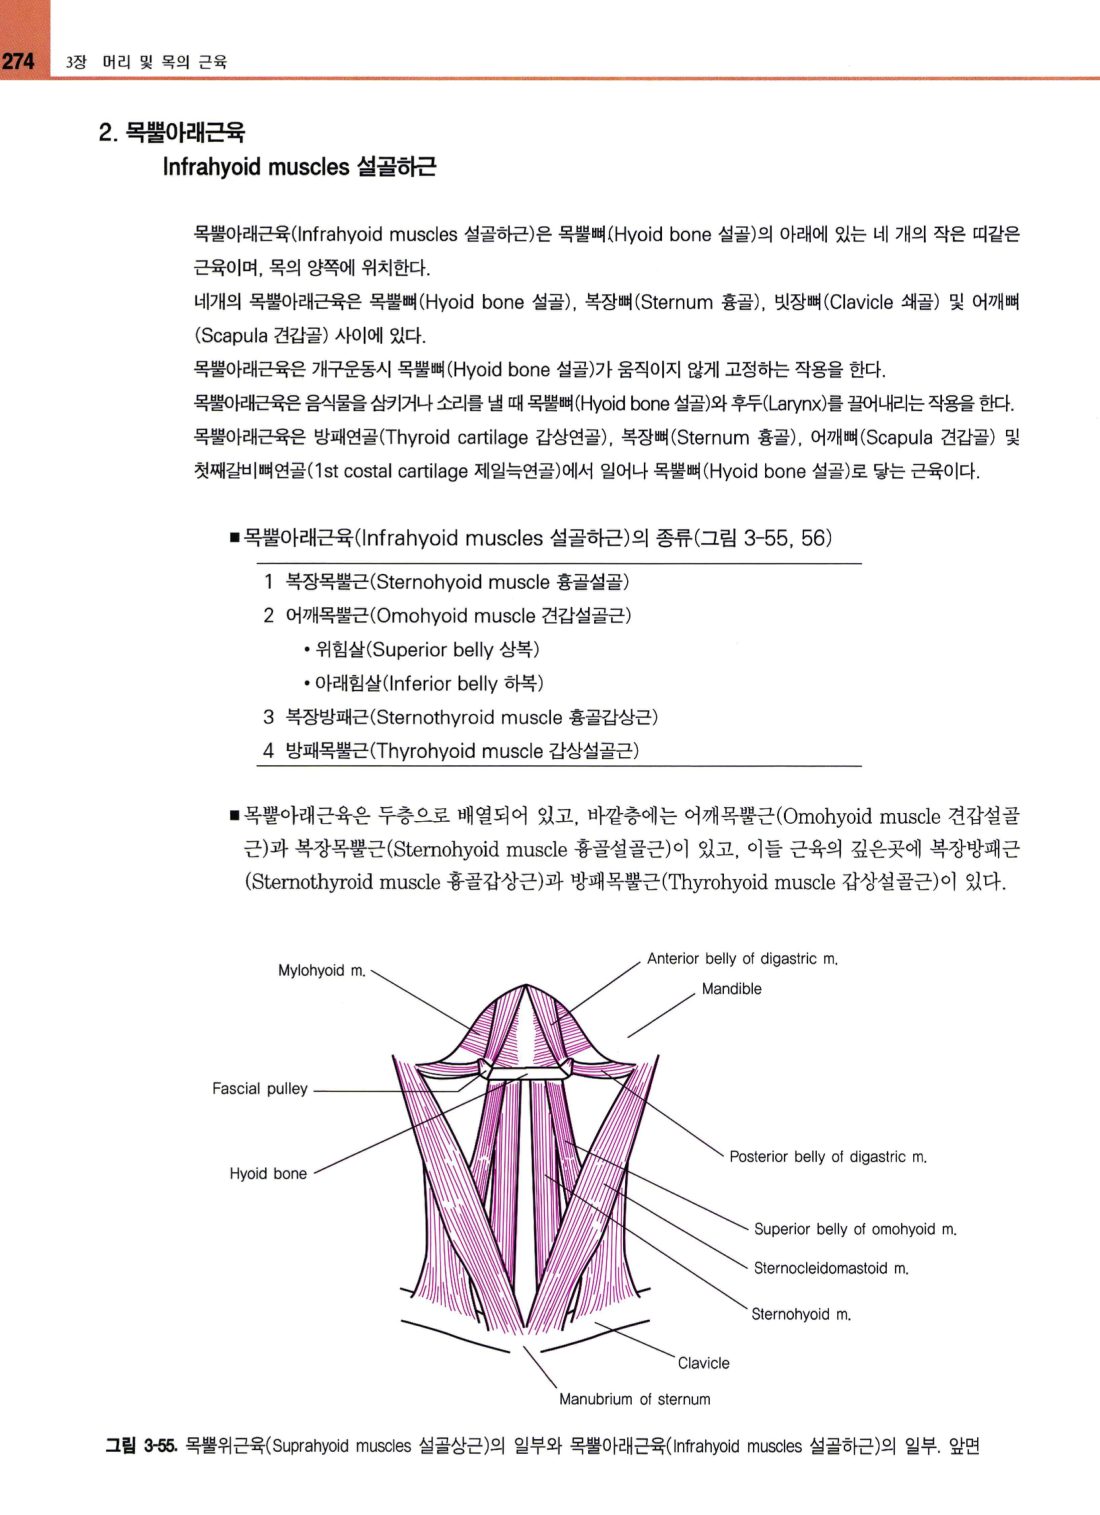 274 3장 머리 및 목의 근육
2. 목뿔아래근육
Infrahyoid muscles 설골하근
목뿔아래근육(Infrahyoid muscles 설골하근)은 목뿔뼈(Hyoid bone 설골)의 아래에 있는 네 개의 작은 띠같은
근육이며, 목의 양쪽에 위치한다.
네개의 목뿔아래근육은 목뿔뼈(Hyoid bone 설골), 복장뼈(Sternum 흉골), 빗장뼈(Clavicle 쇄골) 및 어깨뼈
(Scapula 견갑골) 사이에 있다.
목뿔아래근육은 개구운동시 목뿔뼈(Hyoid bone 설골)가 움직이지 않게 고정하는 작용을 한다.
목뿔아래근육은 음식물을 삼키거나 소리를 낼 때 목뿔뼈(Hyoid bone 설골)와 후두(Larynx)를 끌어내리는 작용을 한다.
목뿔아래근육은 방패연골(Thyroid cartilage 갑상연골), 복장뼈(Sternum 흉골), 어깨뼈(Scapula 견갑골) 및
첫째갈비뼈연골(1st costal cartilage 제일늑연골)에서 일어나 목뿔뼈(Hyoid bone 설골)로 닿는 근육이다.
■ 목뿔아래근육(Infrahyoid muscles 설골하근)의 종류(그림 3-55, 56)
1 복장목뿔근(Sternohyoid muscle 흉골설골)
2 어깨목뿔근(Omohyoid muscle 견갑설골근)
• 위힘살(Superior belly 상복)
• 아래힘살(Inferior belly 하복)
3 복장방패근(Sternothyroid muscle 흉골갑상근)
4 방패목뿔근(Thyrohyoid muscle 갑상설골근)
■ 목뿔아래근육은 두층으로 배열되어 있고, 바깥층에는 어깨목뿔근(Omohyoid muscle 견갑설골
근)과 복장목뿔근(Sternohyoid muscle 흉골설골근)이 있고, 이들 근육의 깊은곳에 복장방패근
(Sternothyroid muscle 흉골갑상근)과 방패목뿔근(Thyrohyoid muscle 갑상설골근)이 있다.
Anterior belly of digastric m.
Mylohyoid m.
Mandible
Fascial pulley
Posterior belly of digastric m.
Hyoid bone
Superior belly of omohyoid m.
Sternocleidomastoid m.
Sternohyoid m.
Clavicle
Manubrium of sternum
그림 3-55. 목뿔위근육(Suprahyoid muscles 설골상근)의 일부와 목뿔아래근육(Infrahyoid muscles 설골하근)의 일부. 앞면